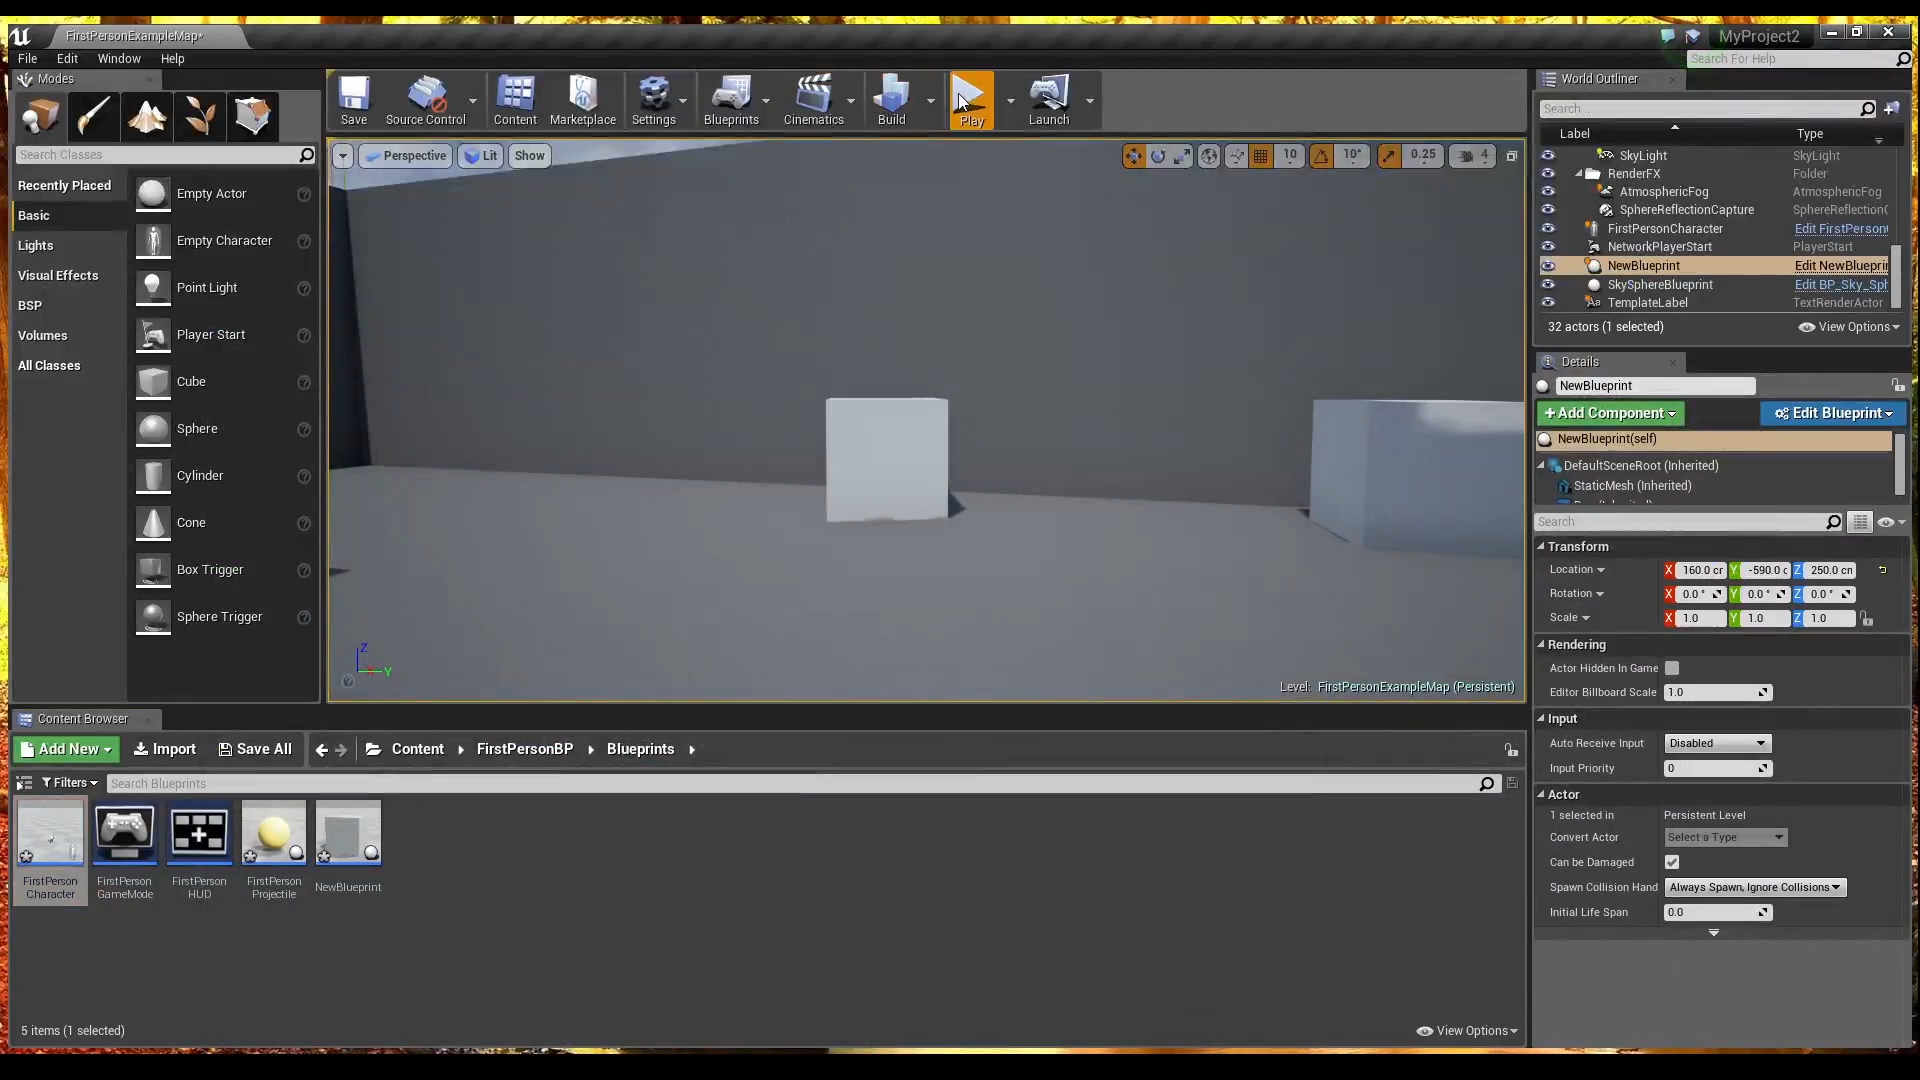 FirstPersonExampleMap*
MyProject2
File Edit Window Help
Search For Help
Modes
Search Classes
Recently Placed
Basic
Lights
Visual Effects
BSP
Volumes
All Classes
Empty Actor
Empty Character
Point Light
Player Start
Cube
Sphere
Cylinder
Cone
Box Trigger
Sphere Trigger
Save Source Control Content Marketplace Settings Blueprints Cinematics Build Play Launch
Perspective Lit Show
10 10° 0.25 4
Z
X Y
Level: FirstPersonExampleMap (Persistent)
World Outliner
Search...
Label Type
SkyLight SkyLight
RenderFX Folder
AtmosphericFog AtmosphericFog
SphereReflectionCapture SphereReflection
FirstPersonCharacter Edit FirstPerson
NetworkPlayerStart PlayerStart
NewBlueprint Edit NewBluepri
SkySphereBlueprint Edit BP_Sky_Sp
Aa TemplateLabel TextRenderActor
32 actors (1 selected) View Options
Details
NewBlueprint
+Add Component Edit Blueprint
NewBlueprint(self)
DefaultSceneRoot (Inherited)
StaticMesh (Inherited)
Search
Transform
Location X 160.0 cr Y -590.0 c Z 250.0 cn
Rotation X 0.0 ° Y 0.0 ° Z 0.0 °
Scale X 1.0 Y 1.0 Z 1.0
Rendering
Actor Hidden In Game
Editor Billboard Scale 1.0
Input
Auto Receive Input Disabled
Input Priority 0
Actor
1 selected in Persistent Level
Convert Actor Select a Type
Can be Damaged
Spawn Collision Hand Always Spawn, Ignore Collisions
Initial Life Span 0.0
Content Browser
Add New Import Save All Content FirstPersonBP Blueprints
Filters Search Blueprints
FirstPerson Character
FirstPerson GameMode
FirstPerson HUD
FirstPerson Projectile
NewBlueprint
5 items (1 selected)
View Options